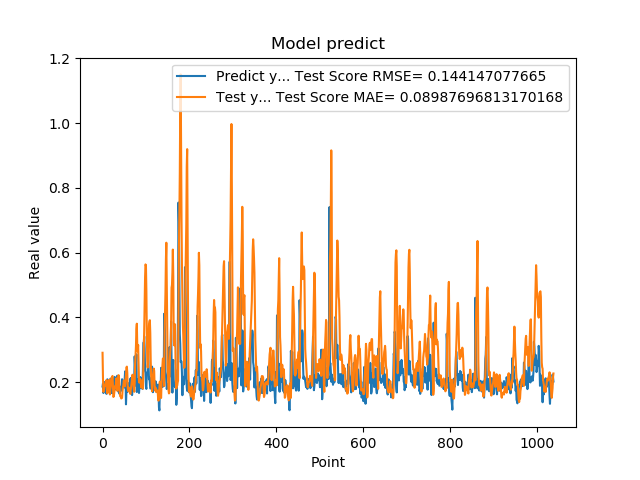 Model predict
Predict y... Test Score RMSE= 0.144147077665
Test y... Test Score MAE= 0.08987696813170168
Real value
1.2
1.0
0.8
0.6
0.4
0.2
0 200 400 600 800 1000
Point